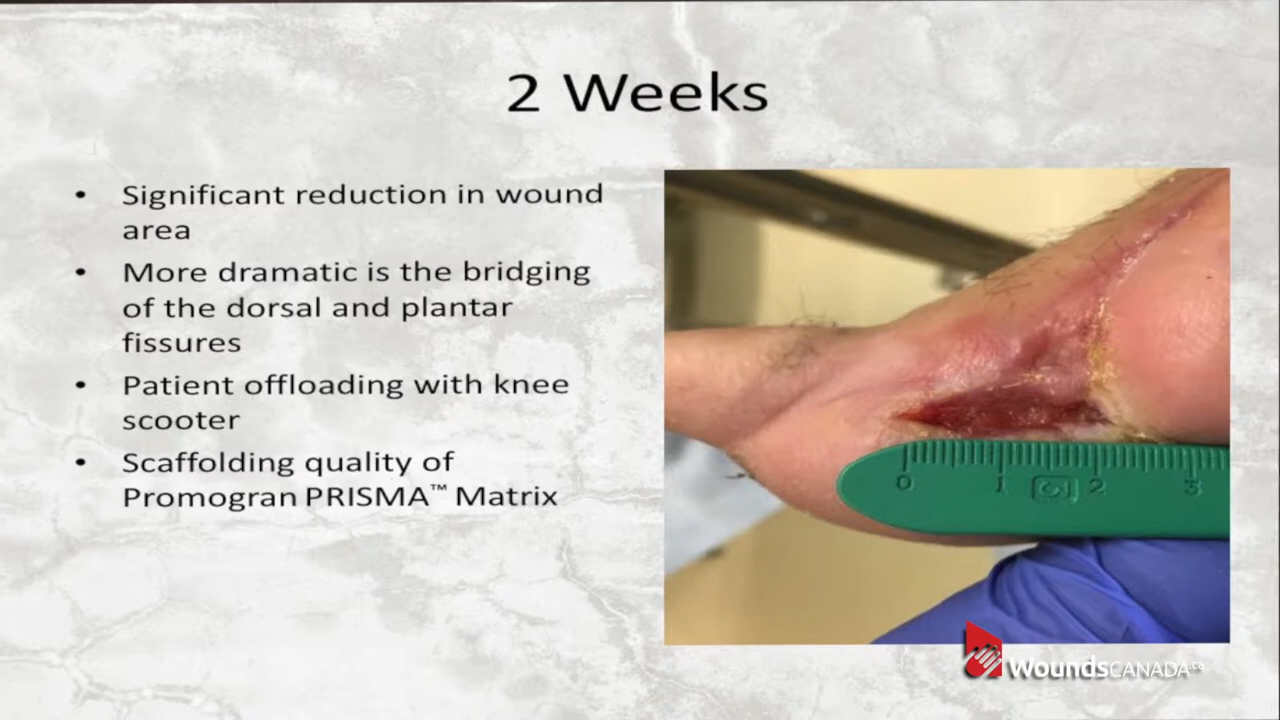 2 Weeks
• Significant reduction in wound
area
• More dramatic is the bridging
of the dorsal and plantar
fissures
• Patient offloading with knee
scooter
• Scaffolding quality of
Promogran PRISMA™ Matrix
0 1 2 3
WoundsCANADA.ca